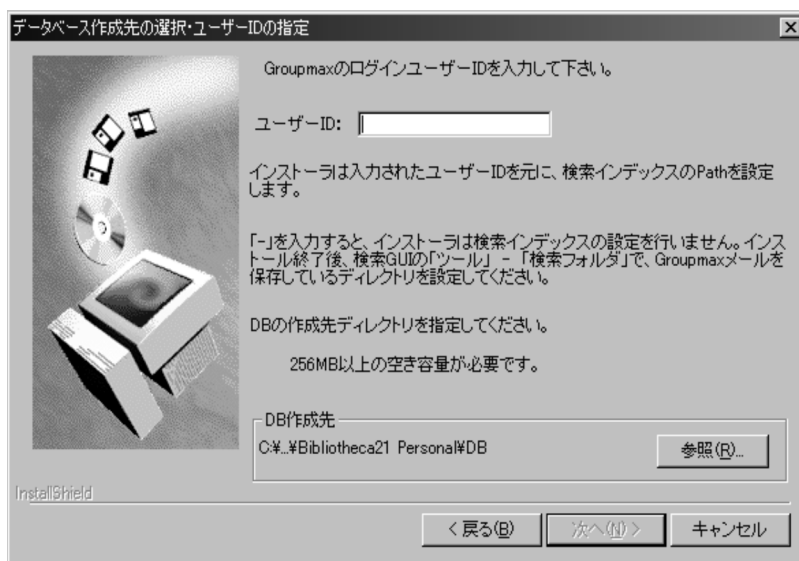 データベース作成先の選択・ユーザーIDの指定
GroupmaxのログインユーザーIDを入力して下さい。
ユーザーID:
インストーラは入力されたユーザーIDを元に、検索インデックスのPathを設定
します。
「-」を入力すると、インストーラは検索インデックスの設定を行いません。インス
トール終了後、検索GUIの「ツール」 - 「検索フォルダ」で、Groupmaxメールを
保存しているディレクトリを設定してください。
DBの作成先ディレクトリを指定してください。
256MB以上の空き容量が必要です。
DB作成先
C:¥...¥Bibliotheca21 Personal¥DB
参照(R)...
InstallShield
< 戻る(B)
次へ(N) >
キャンセル